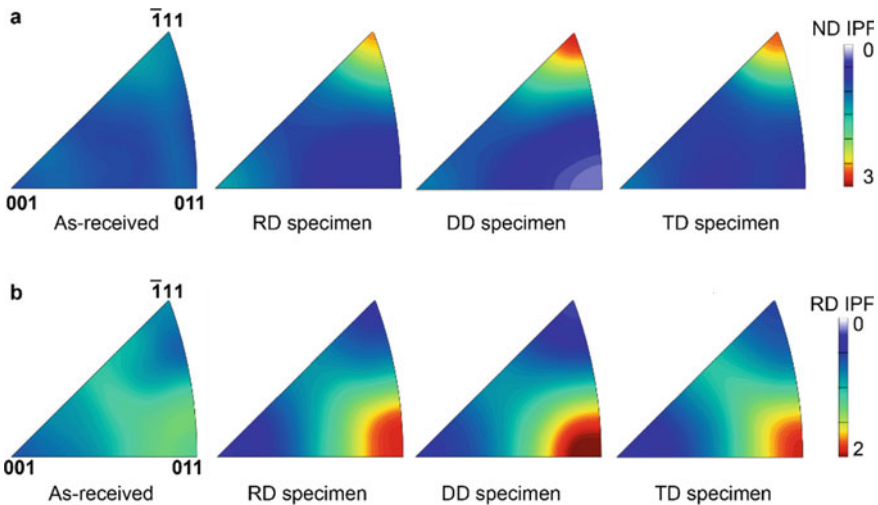 a
1̅11
ND IPF
0
3
001
011
As-received
RD specimen
DD specimen
TD specimen
b
1̅11
RD IPF
0
2
001
011
As-received
RD specimen
DD specimen
TD specimen